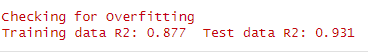 Checking for Overfitting
Training data R2: 0.877  Test data R2: 0.931